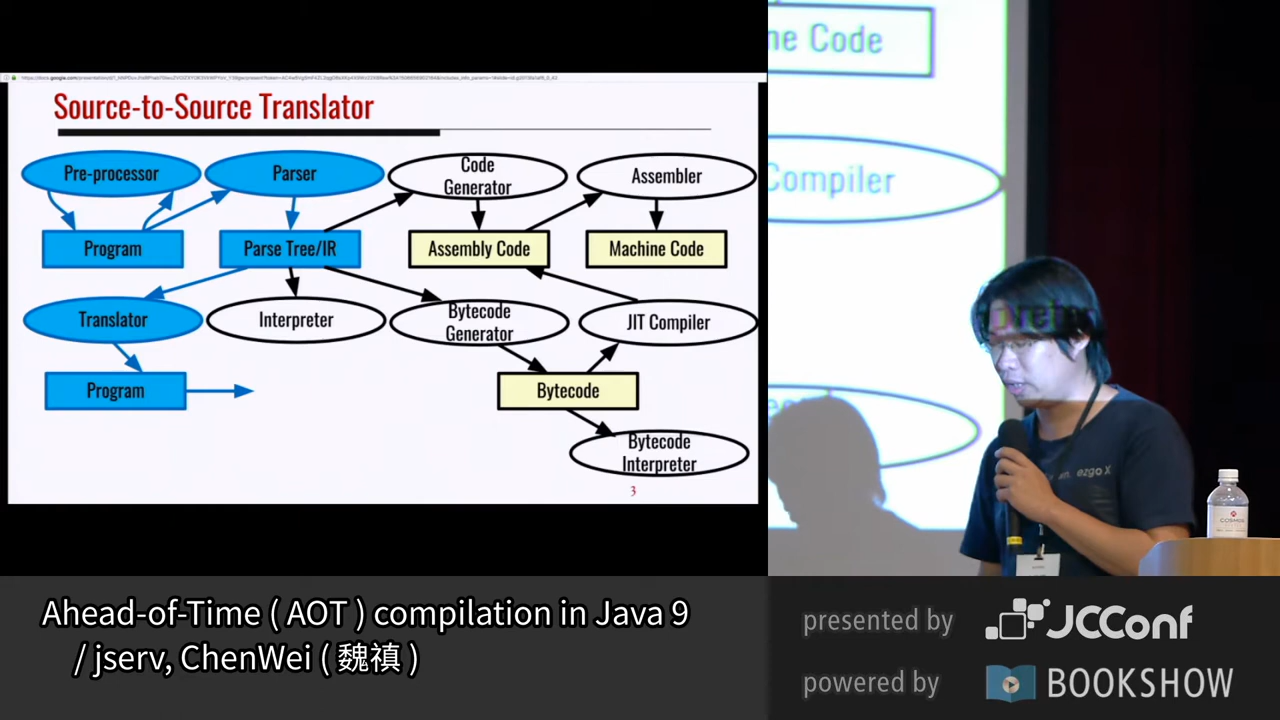 Source-to-Source Translator
Pre-processor
Parser
Code
Generator
Assembler
Program
Parse Tree/IR
Assembly Code
Machine Code
Translator
Interpreter
Bytecode
Generator
JIT Compiler
Program
Bytecode
Bytecode
Interpreter
3
ne Code
Compiler
ezgo X
COSMOS
Ahead-of-Time ( AOT ) compilation in Java 9
/ jserv, ChenWei ( 魏禛 )
presented by
JCConf
powered by
BOOKSHOW